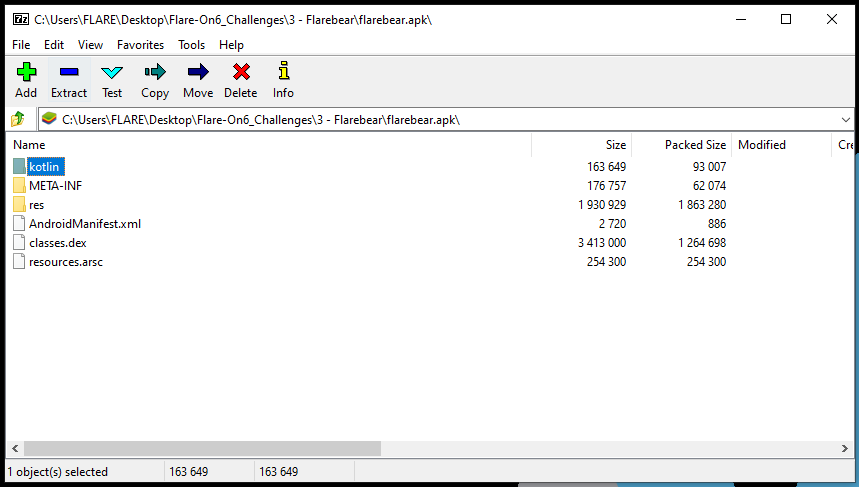 7z C:\Users\FLARE\Desktop\Flare-On6_Challenges\3 - Flarebear\flarebear.apk\
File Edit View Favorites Tools Help
Add Extract Test Copy Move Delete Info
C:\Users\FLARE\Desktop\Flare-On6_Challenges\3 - Flarebear\flarebear.apk\
Name Size Packed Size Modified Cre
kotlin 163 649 93 007
META-INF 176 757 62 074
res 1 930 929 1 863 280
AndroidManifest.xml 2 720 886
classes.dex 3 413 000 1 264 698
resources.arsc 254 300 254 300
1 object(s) selected 163 649 163 649